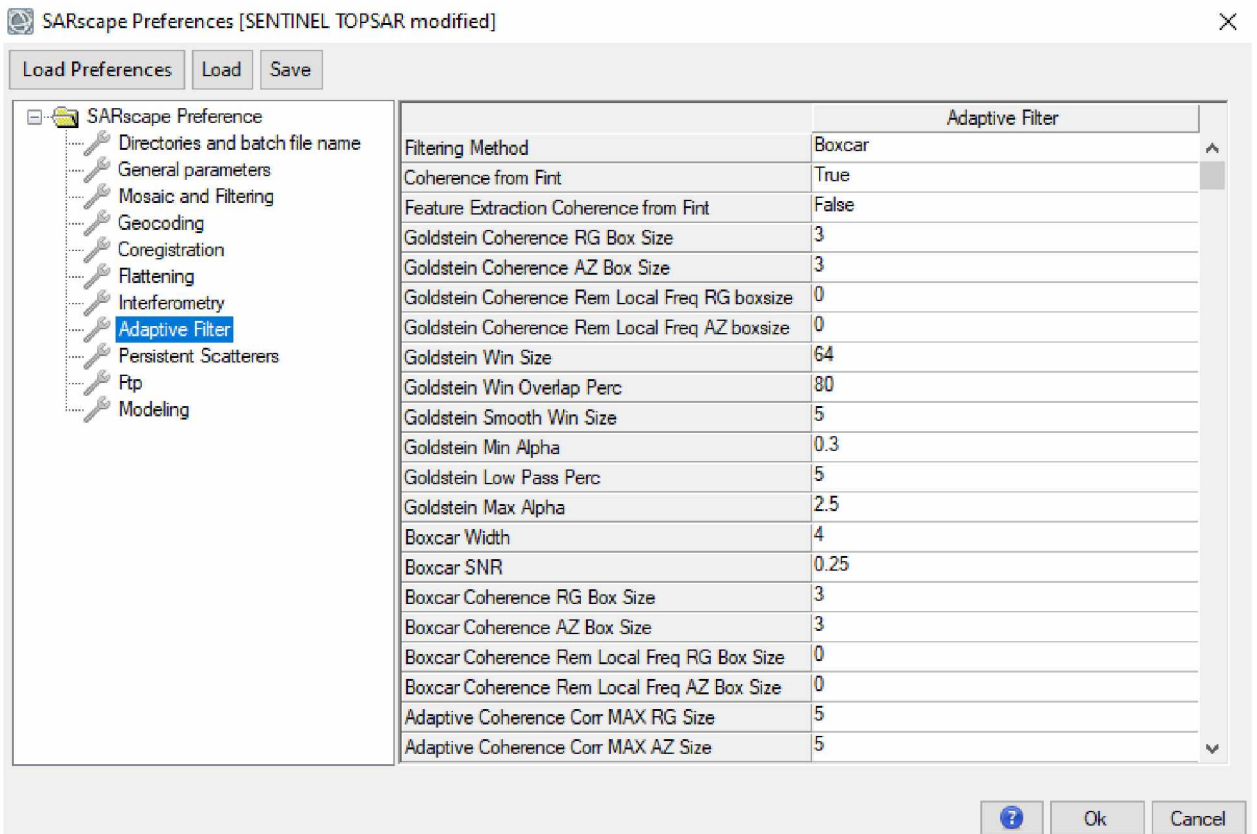 SARscape Preferences [SENTINEL TOPSAR modified]
Load Preferences Load Save
SARscape Preference
Directories and batch file name
General parameters
Mosaic and Filtering
Geocoding
Coregistration
Flattening
Interferometry
Adaptive Filter
Persistent Scatterers
Ftp
Modeling
Adaptive Filter
Filtering Method Boxcar
Coherence from Fint True
Feature Extraction Coherence from Fint False
Goldstein Coherence RG Box Size 3
Goldstein Coherence AZ Box Size 3
Goldstein Coherence Rem Local Freq RG boxsize 0
Goldstein Coherence Rem Local Freq AZ boxsize 0
Goldstein Win Size 64
Goldstein Win Overlap Perc 80
Goldstein Smooth Win Size 5
Goldstein Min Alpha 0.3
Goldstein Low Pass Perc 5
Goldstein Max Alpha 2.5
Boxcar Width 4
Boxcar SNR 0.25
Boxcar Coherence RG Box Size 3
Boxcar Coherence AZ Box Size 3
Boxcar Coherence Rem Local Freq RG Box Size 0
Boxcar Coherence Rem Local Freq AZ Box Size 0
Adaptive Coherence Corr MAX RG Size 5
Adaptive Coherence Corr MAX AZ Size 5
? Ok Cancel